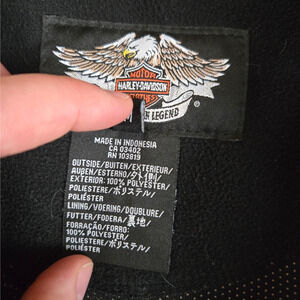 MOTOR
HARLEY-DAVIDSON
CYCLES
AN LEGEND
®
MADE IN INDONESIA
CA 03402
RN 103819
OUTSIDE/BUITEN/EXTERIEUR/
AUßEN/ESTERNO/外側/
EXTERIOR: 100% POLYESTER/
POLIESTERE/ポリステル/
POLIÉSTER
LINING/VOERING/DOUBLURE/
FUTTER/FODERA/裏地/
FORRAÇÃO/FORRO:
100% POLYESTER/
POLIESTERE/ポリステル/
POLIÉSTER